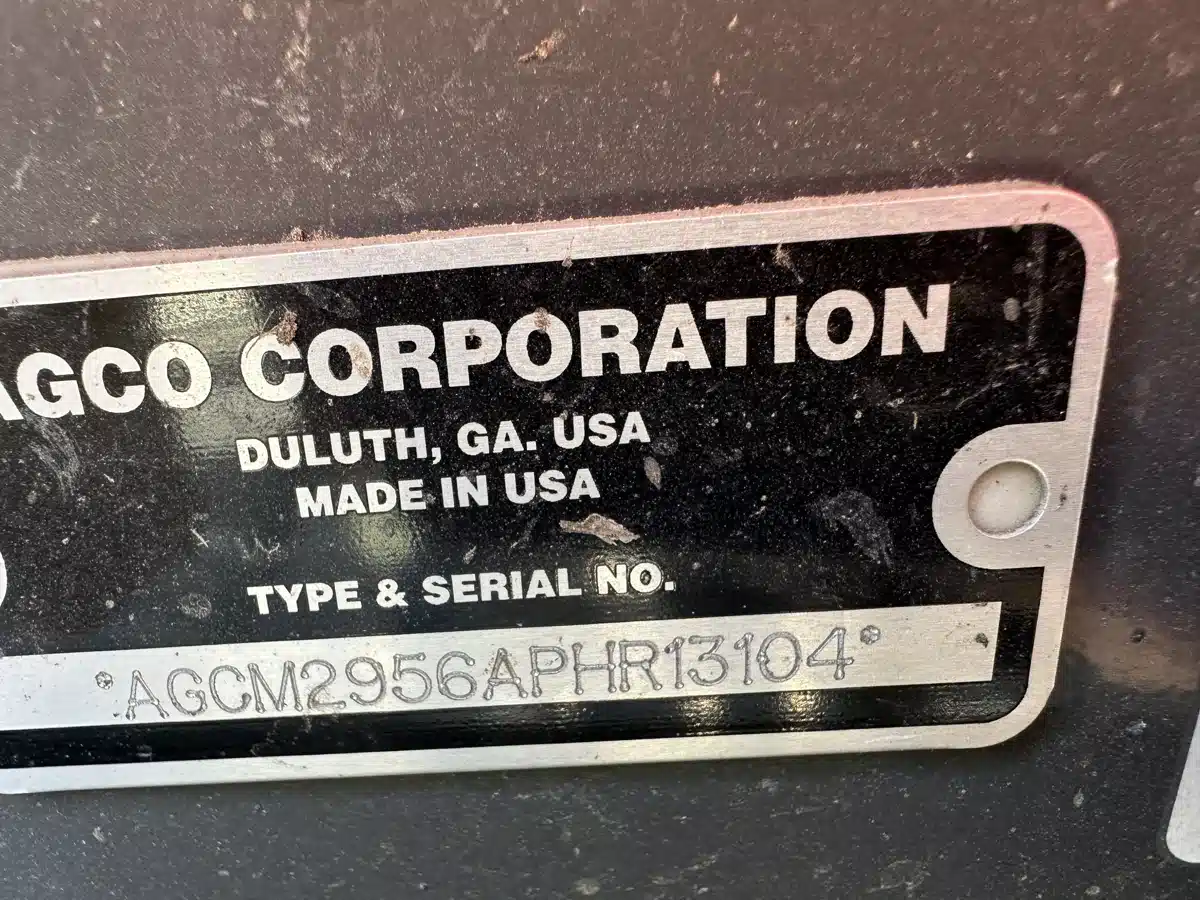 AGCO CORPORATION
DULUTH, GA. USA
MADE IN USA
TYPE & SERIAL NO.
*AGCM2956APHR13104*